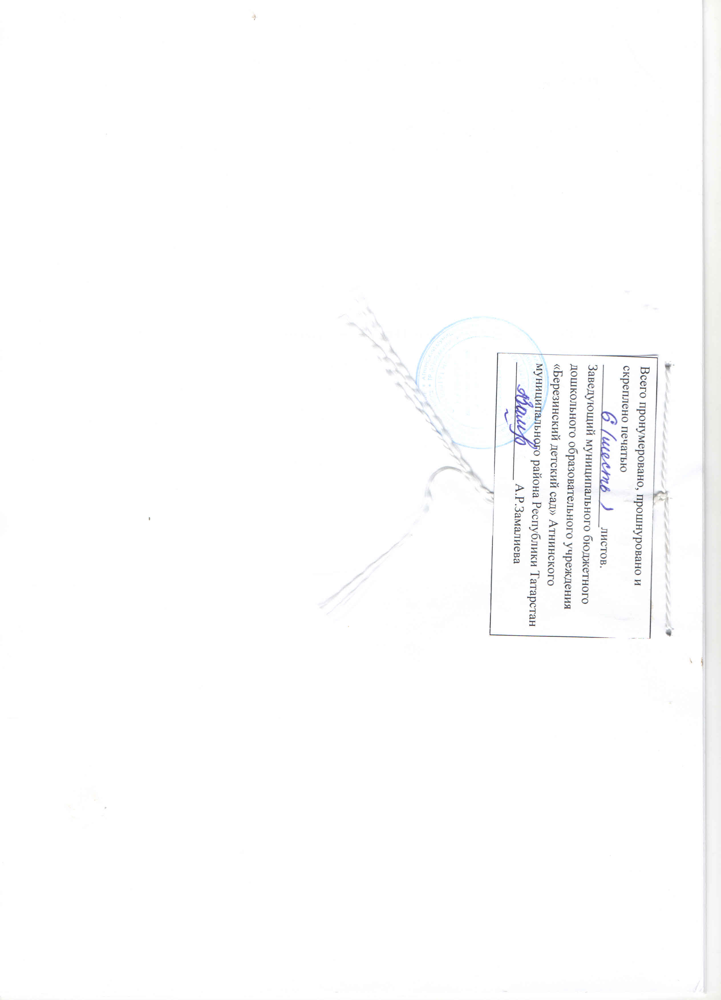 Всего пронумеровано, прошнуровано и
скреплено печатью
6 (шесть) листов.
Заведующий муниципального бюджетного
дошкольного образовательного учреждения
«Березинский детский сад» Атнинского
муниципального района Республики Татарстан
А.Р.Замалиева